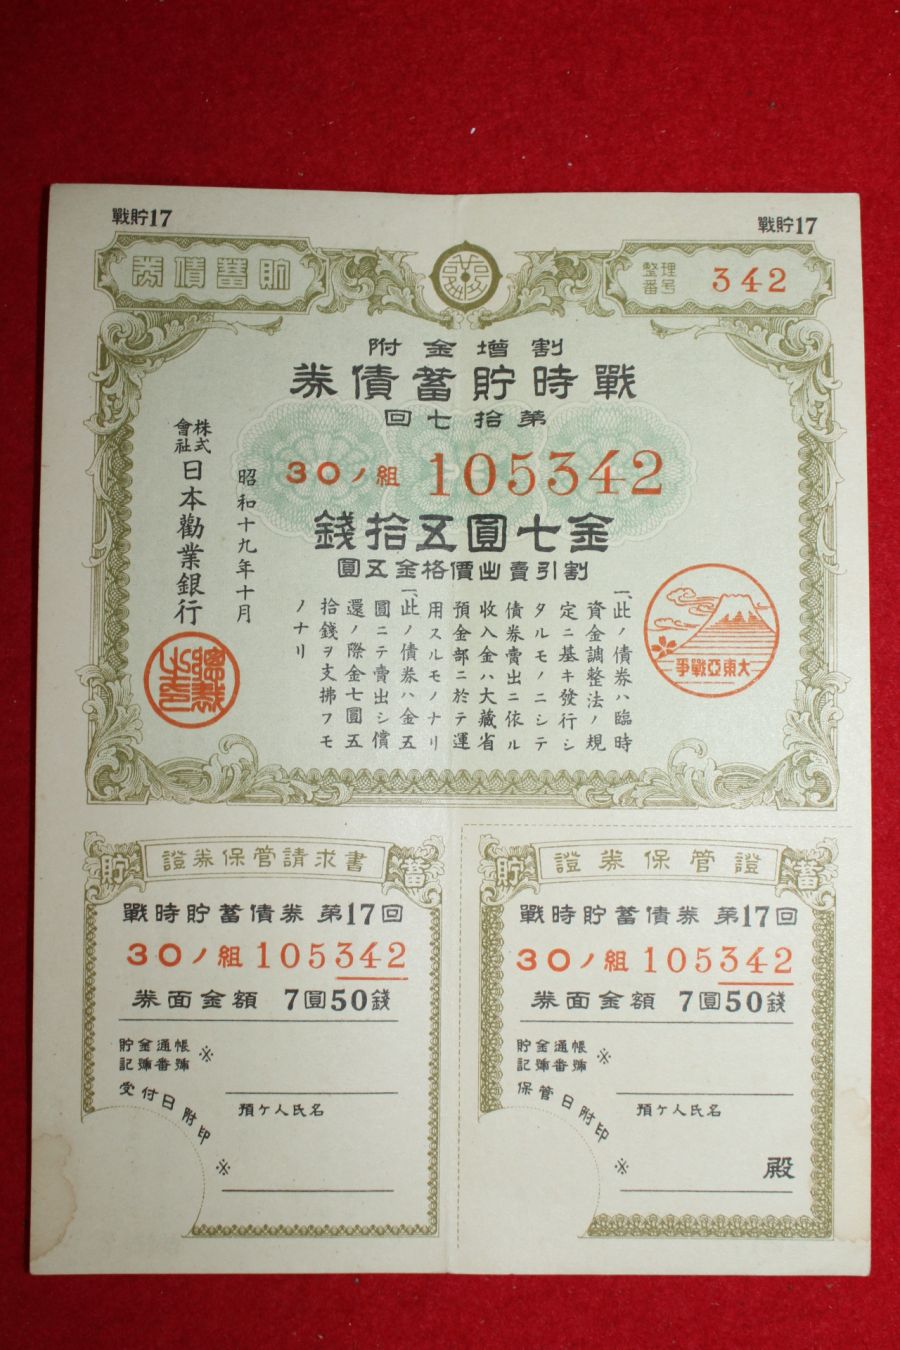 戰貯17
戰貯17
貯蓄債券
整理番号
342
割增金附
戰時貯蓄債券
第拾七回
30ノ組 105342
金七圓五拾錢
割引賣出價格金五圓
一、此ノ債券ハ臨時
資金調整法ノ規
定ニ基キ發行シ
タルモノニシテ
債券賣出ニ依ル
收入金ハ大藏省
預金部ニ於テ運
用スルモノナリ
一、此ノ債券ハ金五
圓ニテ賣出シ償
還ノ際金七圓五
拾錢ヲ支拂フモ
ノナリ
昭和十九年十月
株式會社日本勸業銀行
大東亞戰爭
證券保管請求書
貯
蓄
戰時貯蓄債券 第17回
30ノ組 105342
券面金額 7圓50錢
貯金通帳
記號番號 ※
受付日附印
預ケ人氏名
※
證券保管證
貯
蓄
戰時貯蓄債券 第17回
30ノ組 105342
券面金額 7圓50錢
貯金通帳
記號番號 ※
保管日附印
預ケ人氏名
※
殿